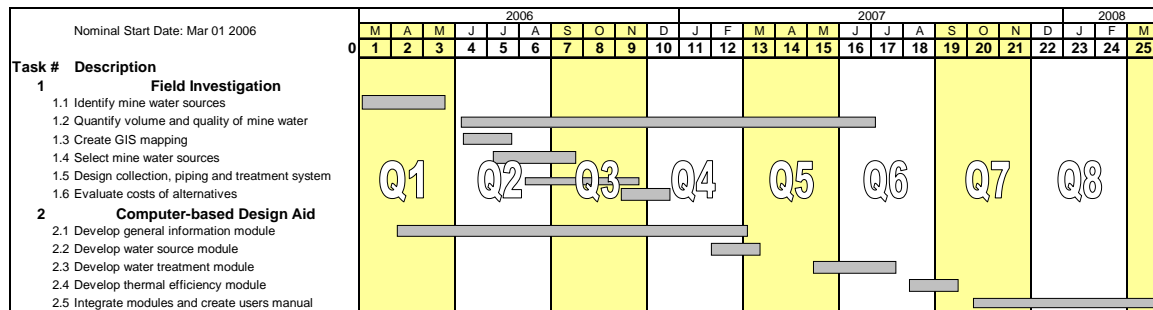 2006 2007 2008
Nominal Start Date: Mar 01 2006 M A M J J A S O N D J F M A M J J A S O N D J F M
0 1 2 3 4 5 6 7 8 9 10 11 12 13 14 15 16 17 18 19 20 21 22 23 24 25
Task # Description
1 Field Investigation
1.1 Identify mine water sources
1.2 Quantify volume and quality of mine water
1.3 Create GIS mapping
1.4 Select mine water sources
1.5 Design collection, piping and treatment system
Q1 Q2 Q3 Q4 Q5 Q6 Q7 Q8
1.6 Evaluate costs of alternatives
2 Computer-based Design Aid
2.1 Develop general information module
2.2 Develop water source module
2.3 Develop water treatment module
2.4 Develop thermal efficiency module
2.5 Integrate modules and create users manual